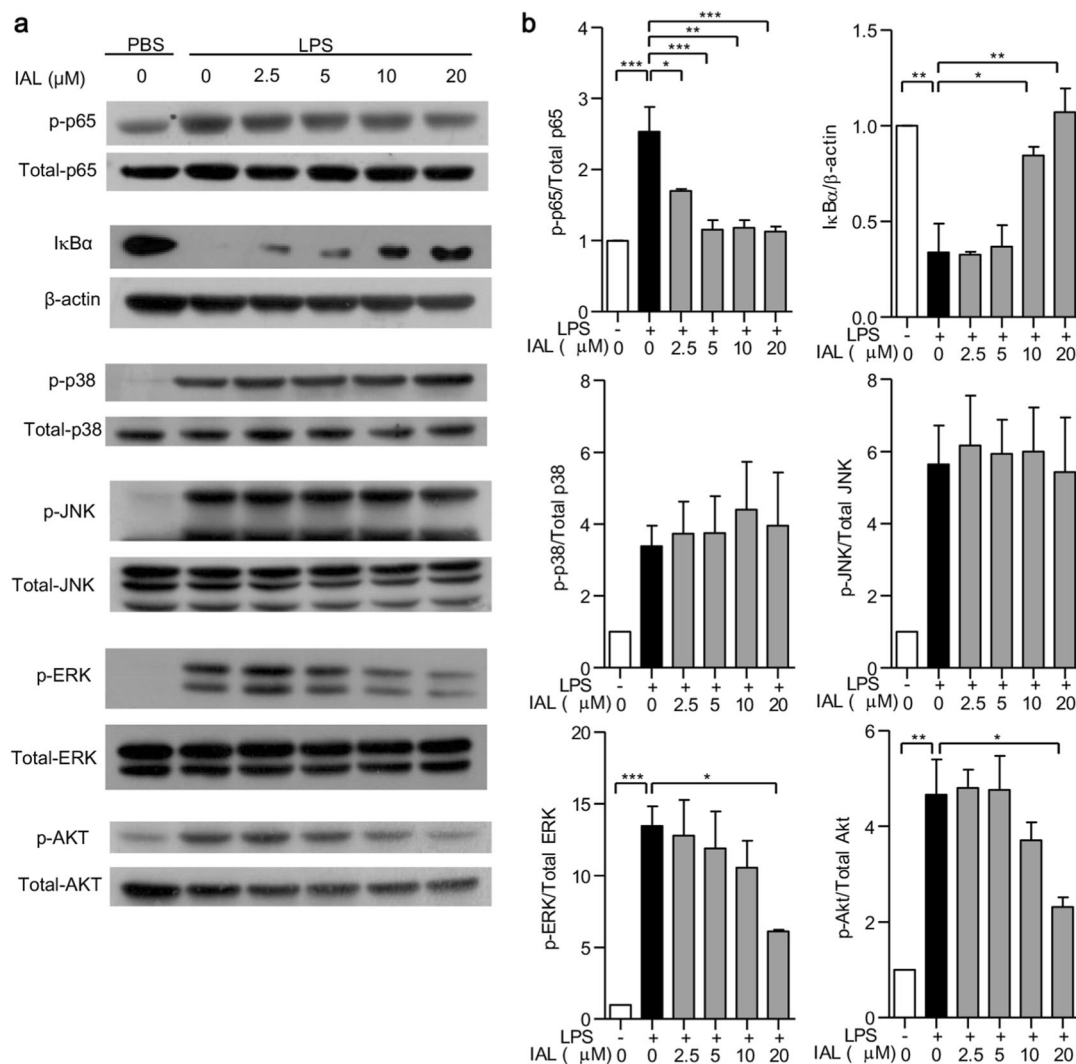 a
PBS LPS
IAL (μM) 0 0 2.5 5 10 20
p-p65
Total-p65
IκBα
β-actin
p-p38
Total-p38
p-JNK
Total-JNK
p-ERK
Total-ERK
p-AKT
Total-AKT
b
p-p65/Total p65
4
3
2
1
0
***
**
***
*** *
LPS - + + + + +
IAL ( μM) 0 0 2.5 5 10 20
IκBα/β-actin
1.5
1.0
0.5
0.0
**
** *
LPS - + + + + +
IAL ( μM) 0 0 2.5 5 10 20
p-p38/Total p38
8
6
4
2
0
LPS - + + + + +
IAL ( μM) 0 0 2.5 5 10 20
p-JNK/Total JNK
8
6
4
2
0
LPS - + + + + +
IAL ( μM) 0 0 2.5 5 10 20
p-ERK/Total ERK
20
15
10
5
0
*** *
LPS - + + + + +
IAL ( μM) 0 0 2.5 5 10 20
p-Akt/Total Akt
6
4
2
0
** *
LPS - + + + + +
IAL ( μM) 0 0 2.5 5 10 20